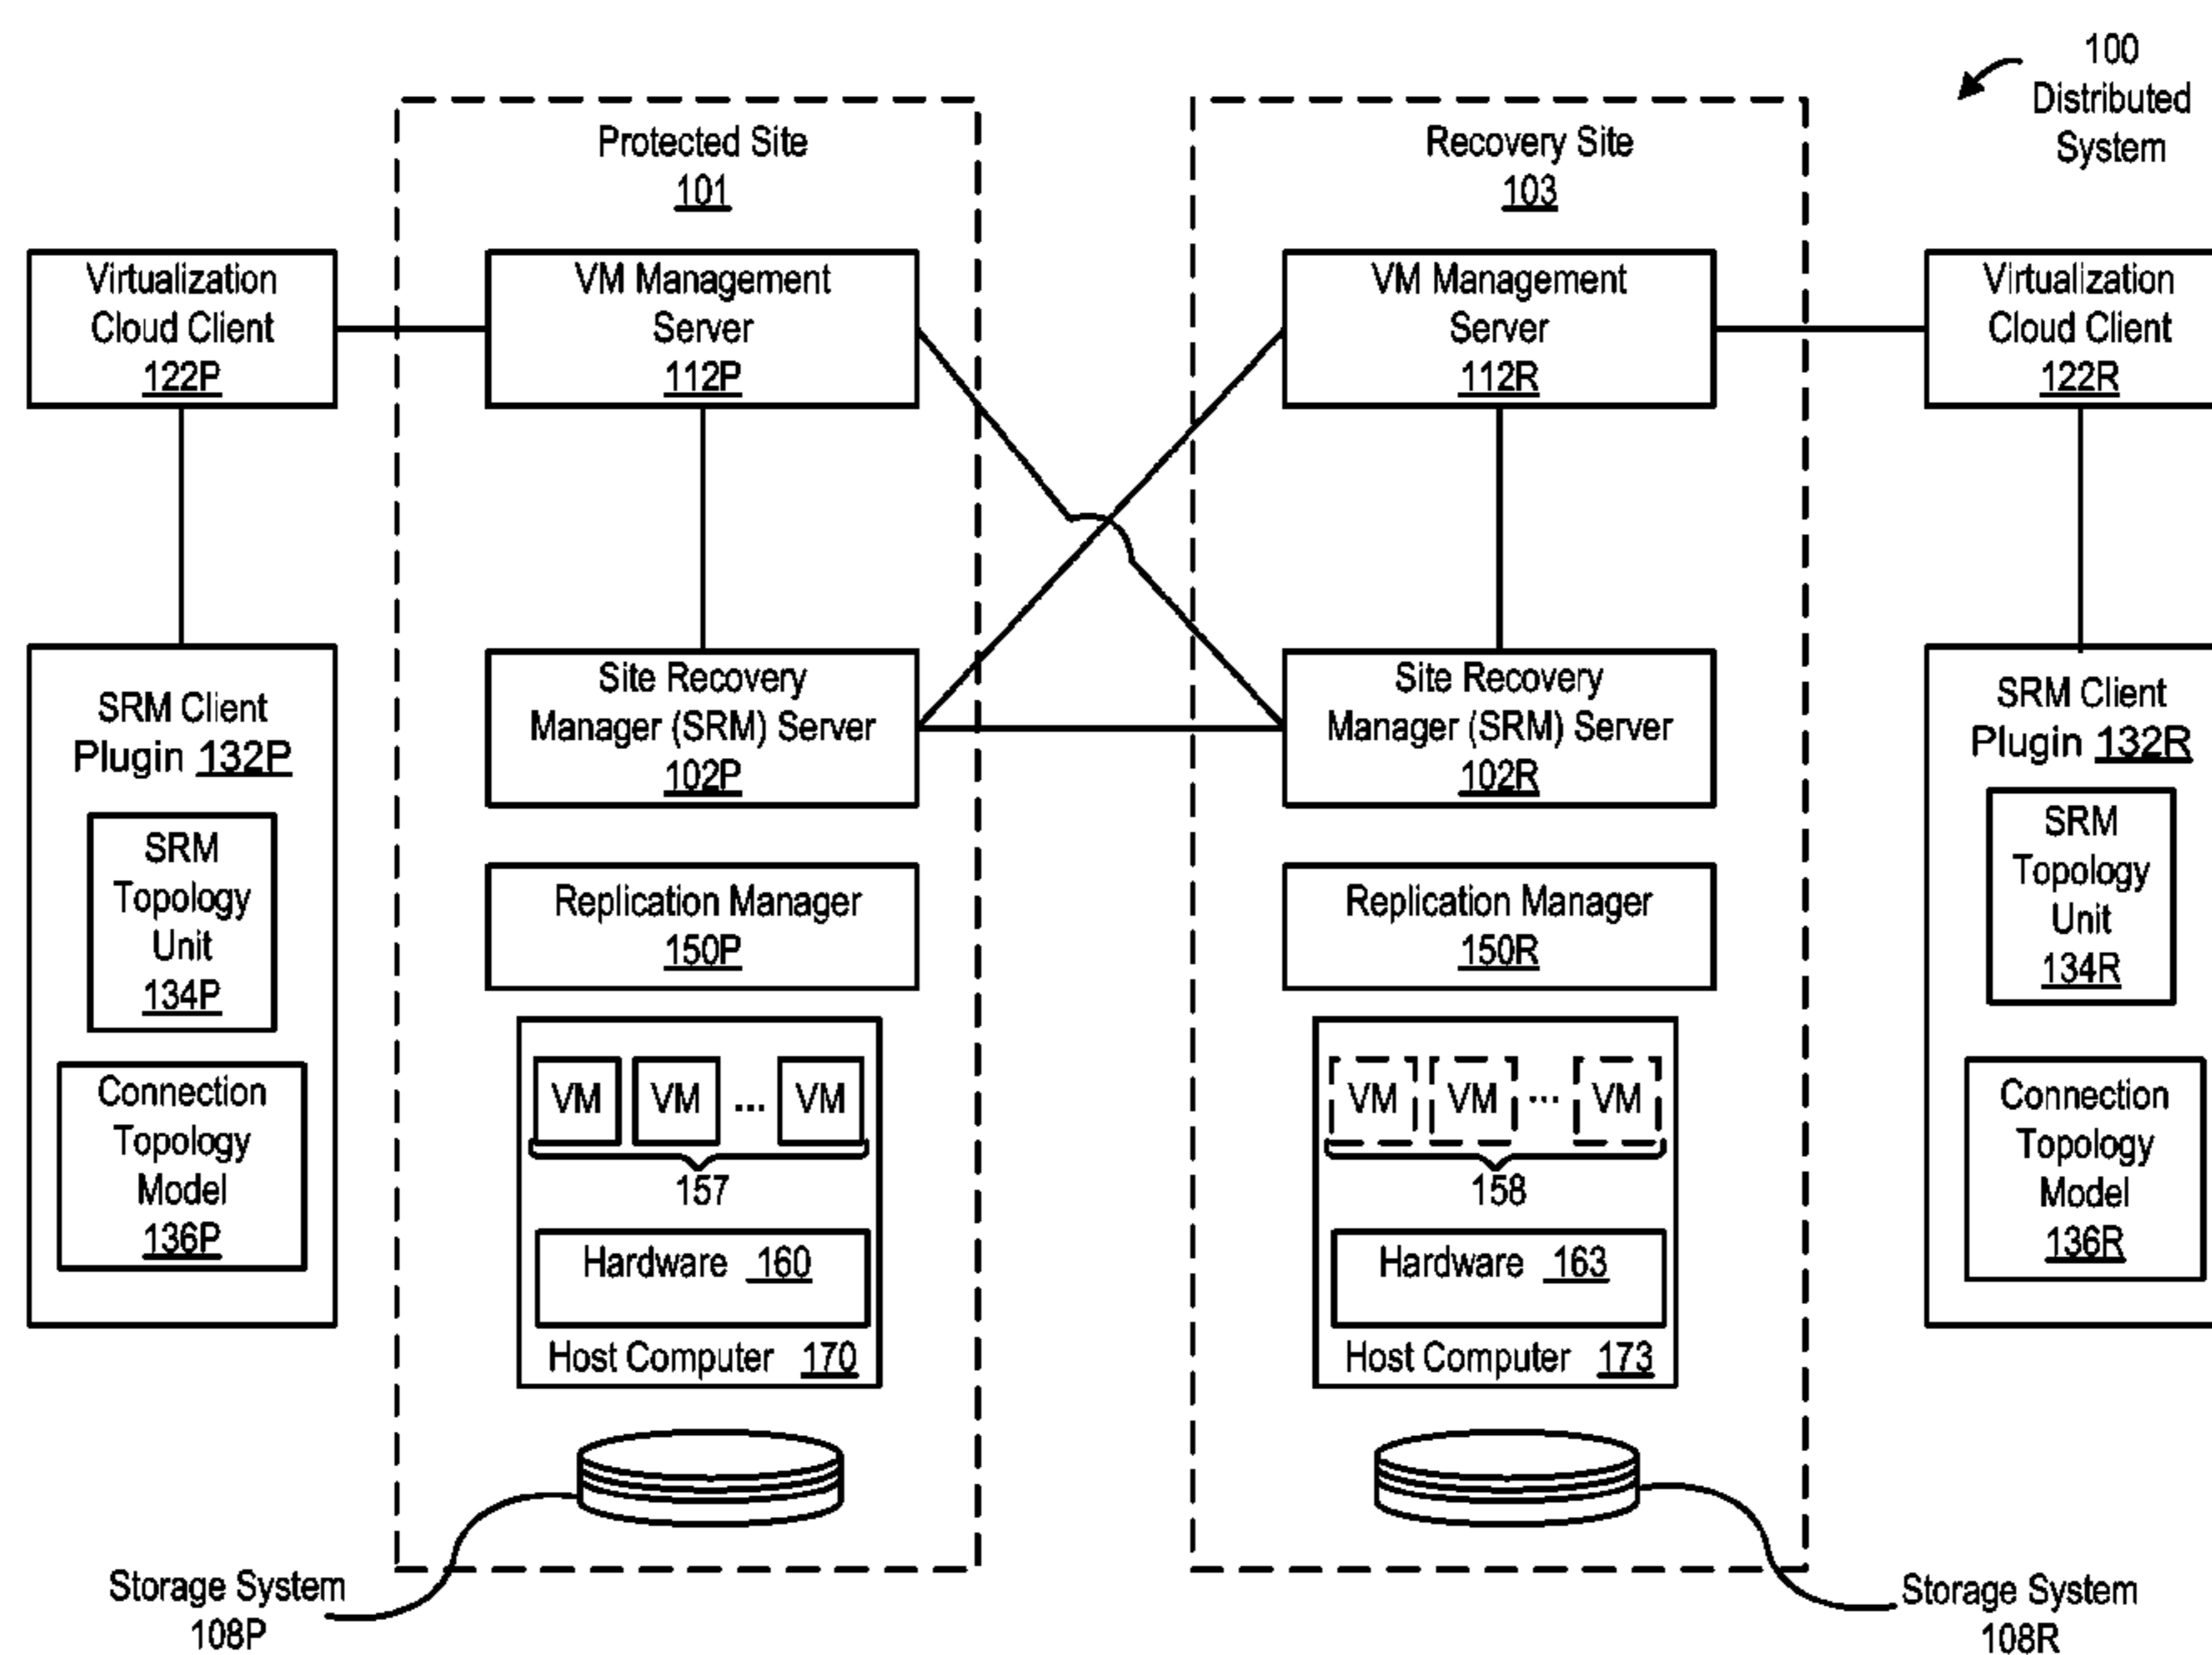 100
Distributed
System
Protected Site
101
Recovery Site
103
Virtualization
Cloud Client
122P
VM Management
Server
112P
VM Management
Server
112R
Virtualization
Cloud Client
122R
SRM Client
Plugin 132P
SRM
Topology
Unit
134P
Connection
Topology
Model
136P
Site Recovery
Manager (SRM) Server
102P
Replication Manager
150P
VM VM ... VM
157
Hardware 160
Host Computer 170
Site Recovery
Manager (SRM) Server
102R
Replication Manager
150R
VM VM ... VM
158
Hardware 163
Host Computer 173
SRM Client
Plugin 132R
SRM
Topology
Unit
134R
Connection
Topology
Model
136R
Storage System
108P
Storage System
108R